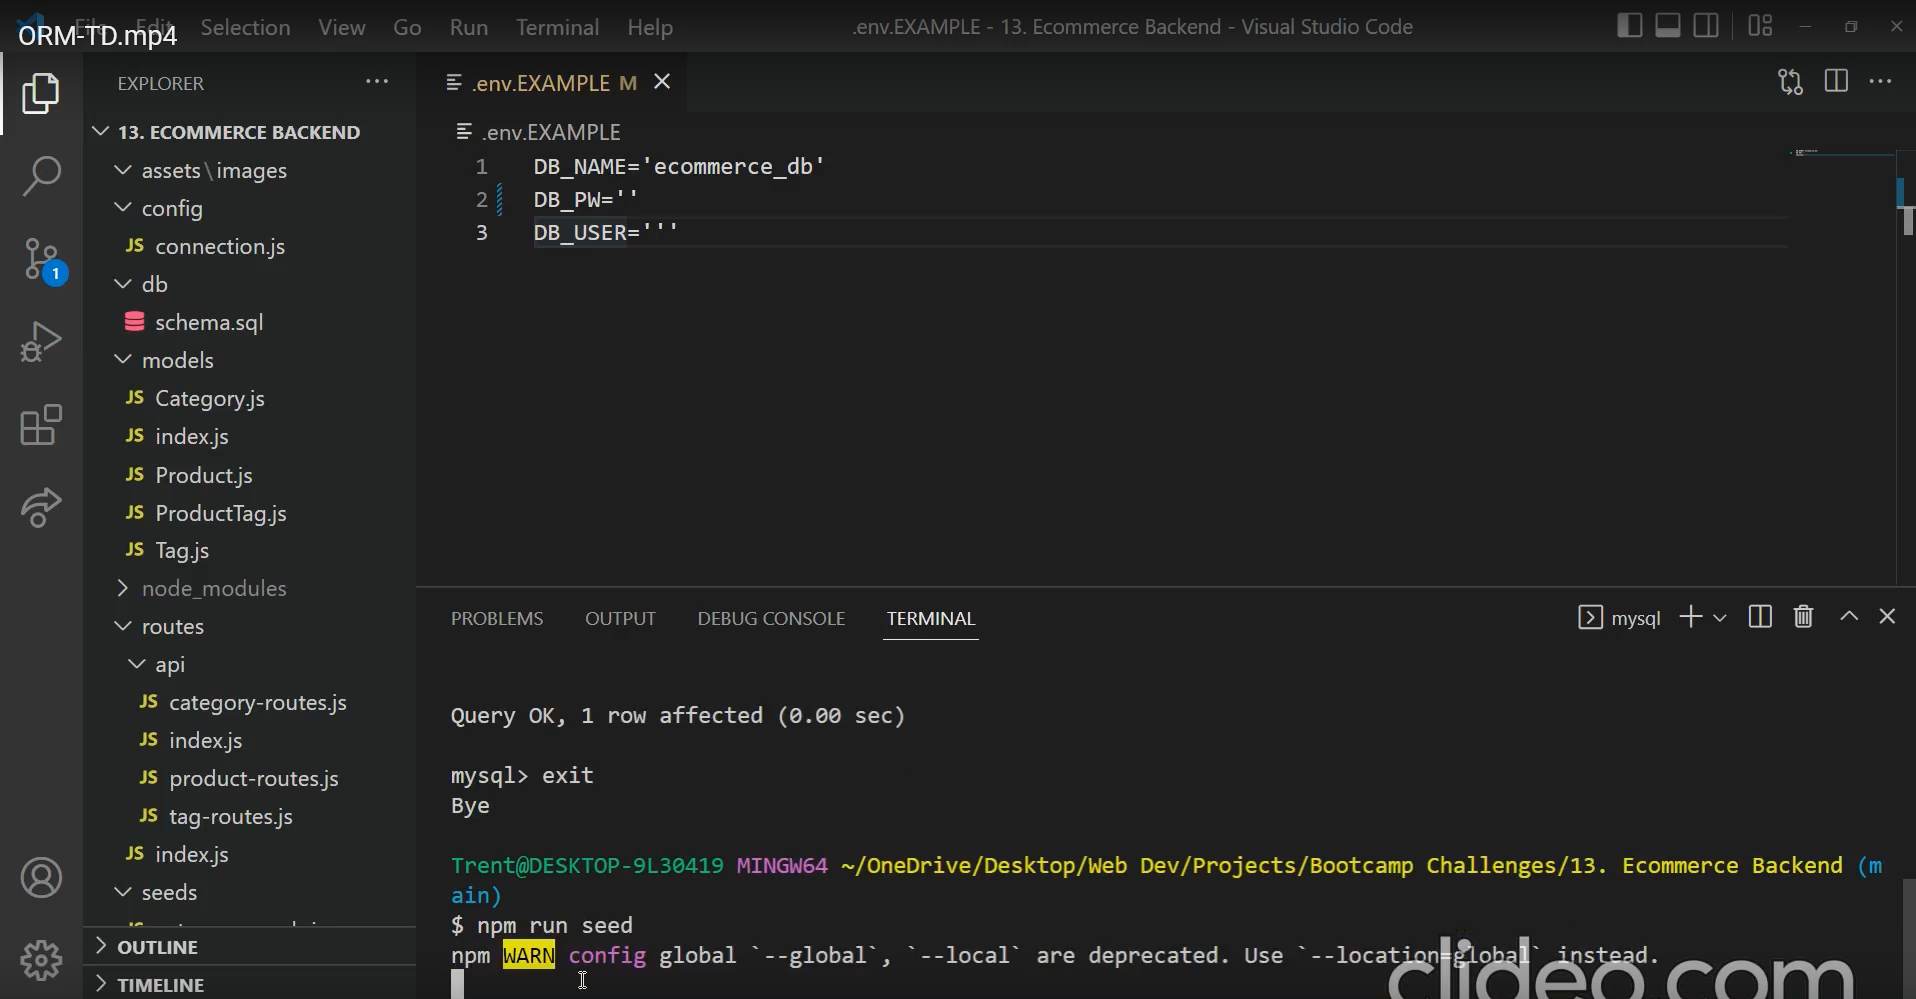 ORM-TD.mp4
File Edit Selection View Go Run Terminal Help
.env.EXAMPLE - 13. Ecommerce Backend - Visual Studio Code
EXPLORER
.env.EXAMPLE M
13. ECOMMERCE BACKEND
.env.EXAMPLE
assets\images
config
JS connection.js
db
schema.sql
models
JS Category.js
JS index.js
JS Product.js
JS ProductTag.js
JS Tag.js
node_modules
routes
api
JS category-routes.js
JS index.js
JS product-routes.js
JS tag-routes.js
JS index.js
seeds
OUTLINE
TIMELINE
1
1 DB_NAME='ecommerce_db'
2 DB_PW=''
3 DB_USER='''
PROBLEMS OUTPUT DEBUG CONSOLE TERMINAL
mysql
Query OK, 1 row affected (0.00 sec)
mysql> exit
Bye
Trent@DESKTOP-9L30419 MINGW64 ~/OneDrive/Desktop/Web Dev/Projects/Bootcamp Challenges/13. Ecommerce Backend (m
ain)
$ npm run seed
npm WARN config global `--global`, `--local` are deprecated. Use `--location=global` instead.
clideo.com